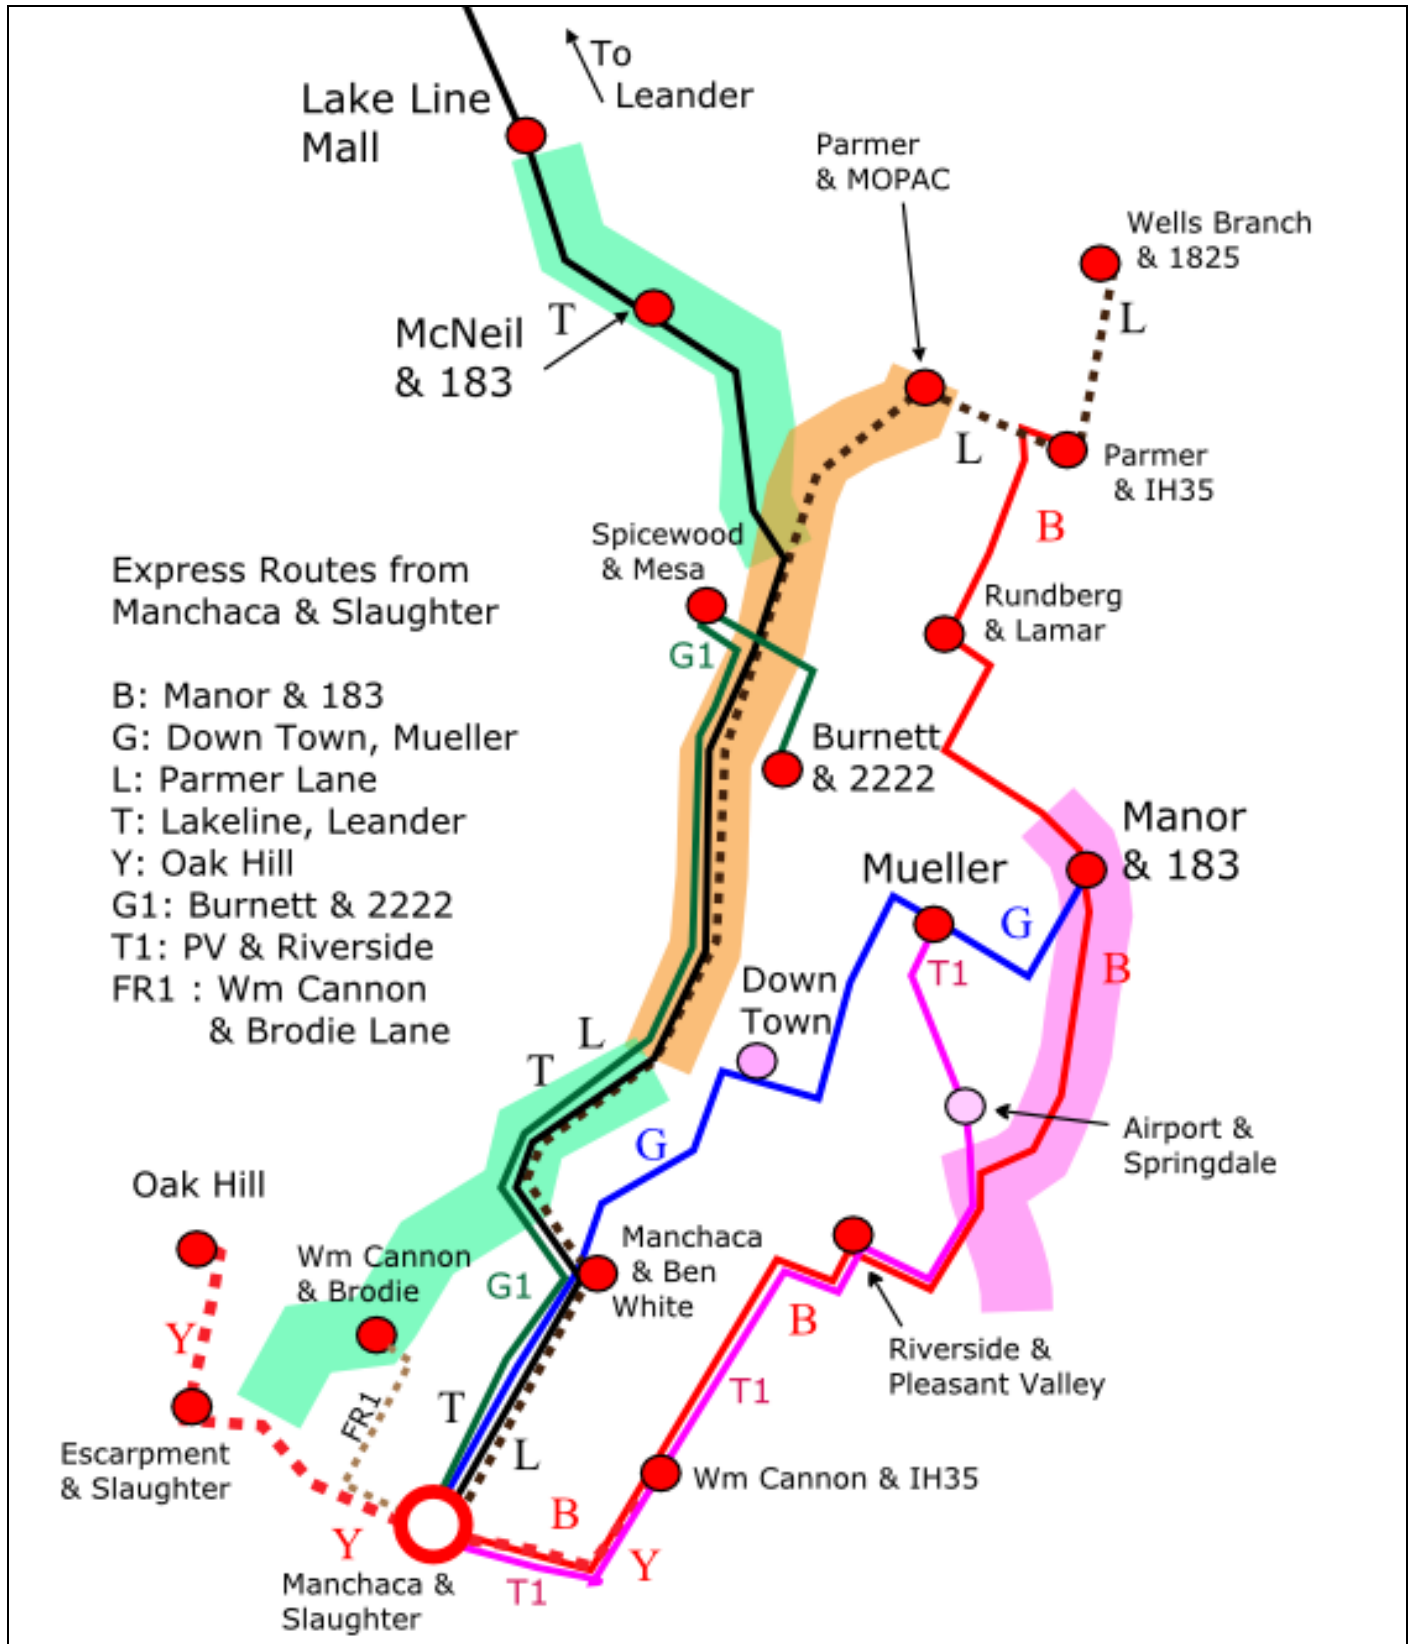 To
Leander
Lake Line
Mall
Parmer
& MOPAC
Wells Branch
& 1825
L
T
McNeil
& 183
L
Parmer
& IH35
B
Spicewood
& Mesa
Express Routes from
Manchaca & Slaughter
Rundberg
& Lamar
G1
B: Manor & 183
G: Down Town, Mueller
L: Parmer Lane
T: Lakeline, Leander
Y: Oak Hill
G1: Burnett & 2222
T1: PV & Riverside
FR1 : Wm Cannon
& Brodie Lane
Burnett
& 2222
Manor
& 183
Mueller
G
T1
B
Down
Town
L
T
G
Airport &
Springdale
Oak Hill
Wm Cannon
& Brodie
Manchaca
& Ben
White
G1
B
Y
Riverside &
Pleasant Valley
T1
FR1
T
L
Escarpment
& Slaughter
Wm Cannon & IH35
B
Y
Y
T1
Manchaca &
Slaughter